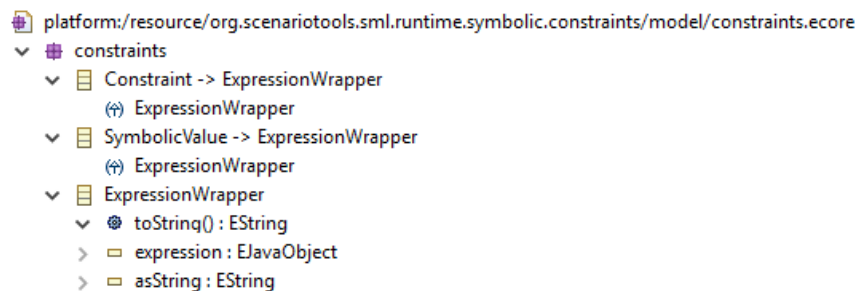 platform:/resource/org.scenariotools.sml.runtime.symbolic.constraints/model/constraints.ecore
constraints
Constraint -> ExpressionWrapper
ExpressionWrapper
SymbolicValue -> ExpressionWrapper
ExpressionWrapper
ExpressionWrapper
toString() : EString
expression : EJavaObject
asString : EString